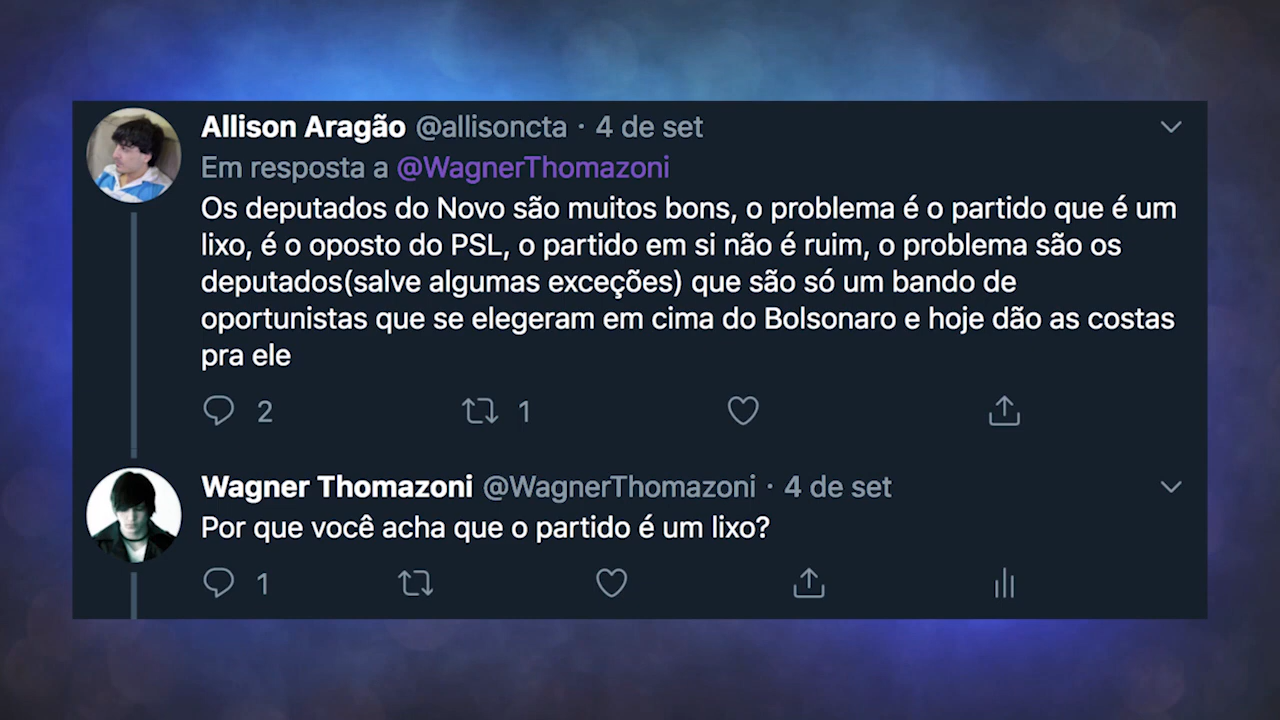 Allison Aragão @allisoncta · 4 de set
Em resposta a @WagnerThomazoni
Os deputados do Novo são muitos bons, o problema é o partido que é um
lixo, é o oposto do PSL, o partido em si não é ruim, o problema são os
deputados(salve algumas exceções) que são só um bando de
oportunistas que se elegeram em cima do Bolsonaro e hoje dão as costas
pra ele
2 1
Wagner Thomazoni @WagnerThomazoni · 4 de set
Por que você acha que o partido é um lixo?
1